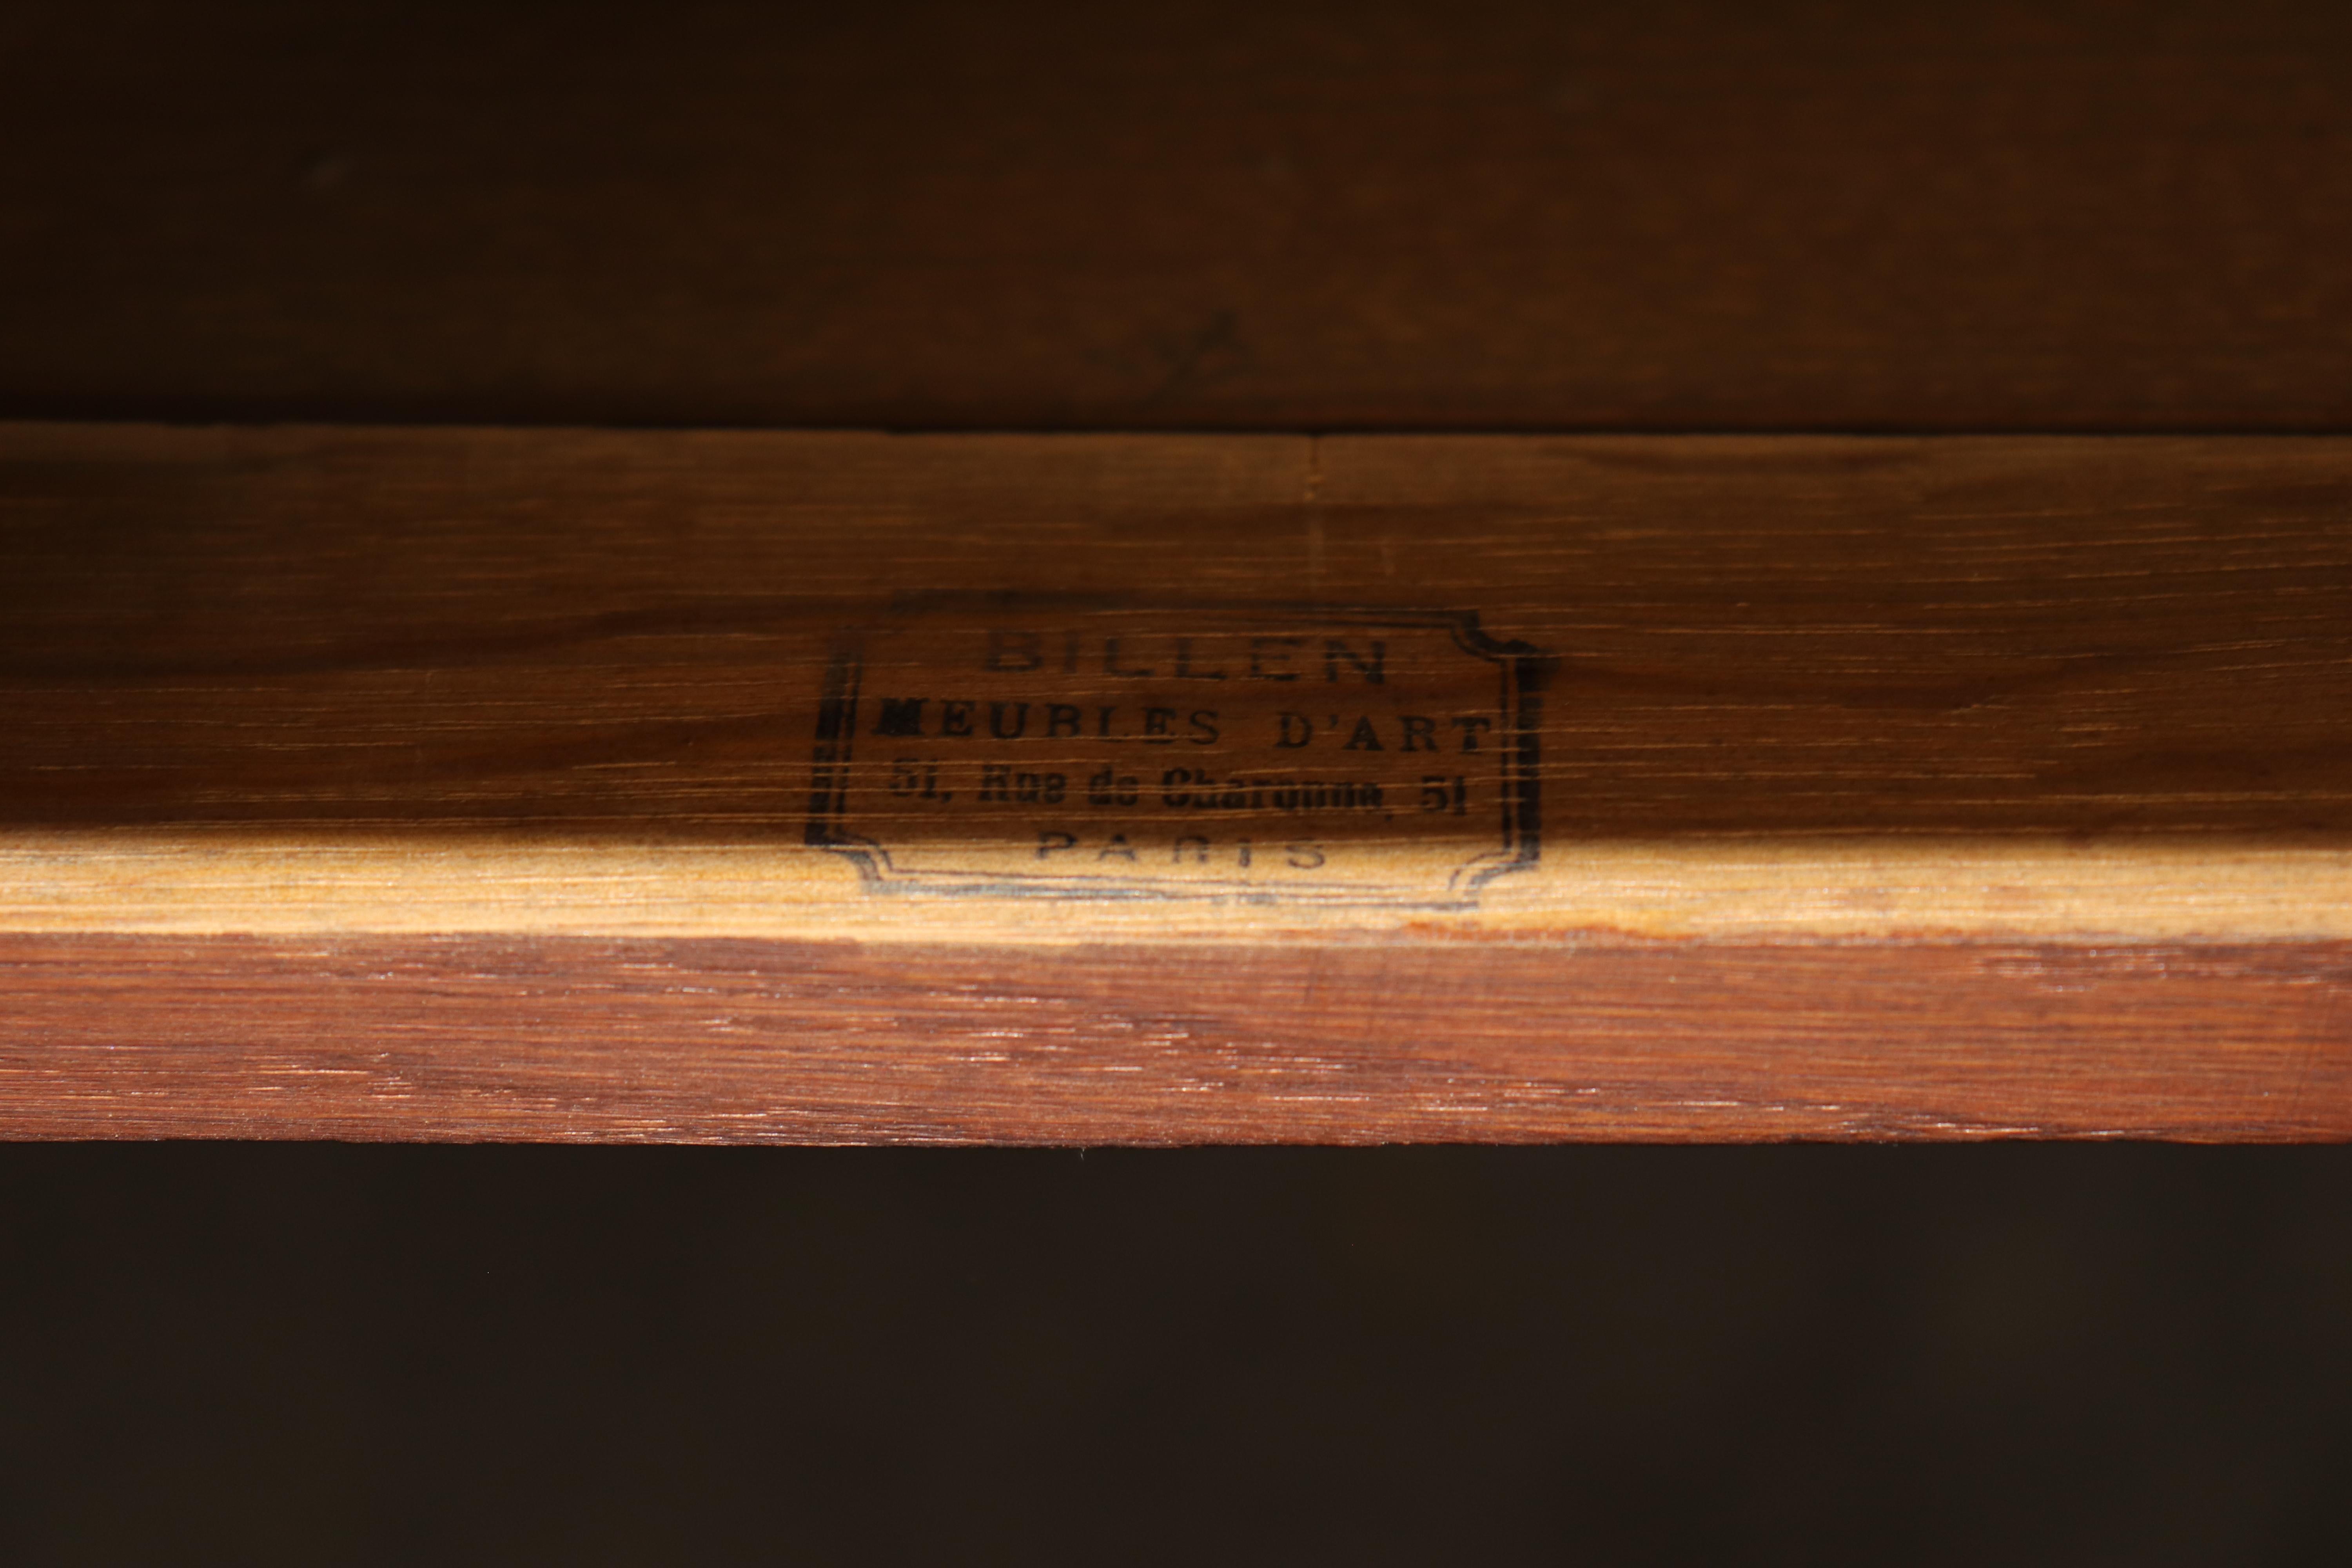 BILLEN
MEUBLES D'ART
51, Rue de Charonne, 51
PARIS